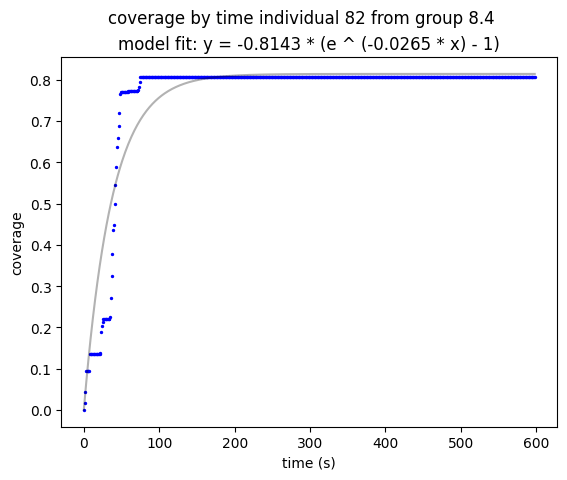 coverage by time individual 82 from group 8.4
model fit: y = -0.8143 * (e ^ (-0.0265 * x) - 1)
0.8
0.7
0.6
0.5
0.4
0.3
0.2
0.1
0.0
coverage
0 100 200 300 400 500 600
time (s)